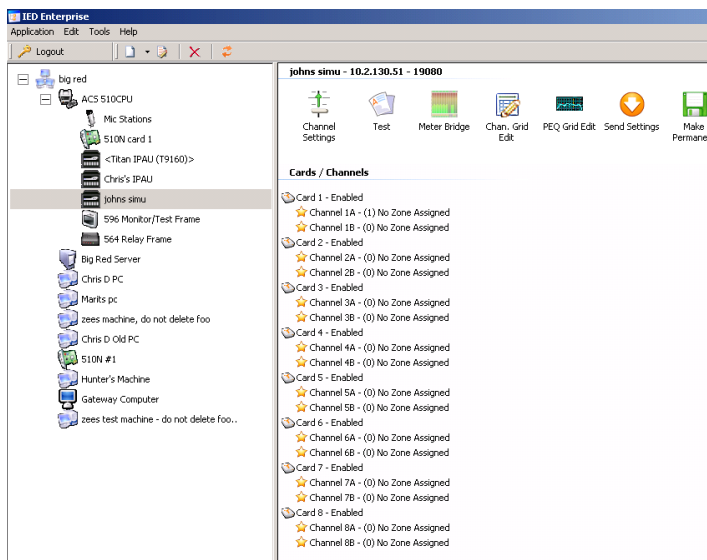 IED Enterprise
Application Edit Tools Help
Logout
big red
ACS 510CPU
Mic Stations
510N card 1
<Titan IPAU (T9160)>
Chris's IPAU
johns simu
596 Monitor/Test Frame
564 Relay Frame
Big Red Server
Chris D PC
Marits pc
zees machine, do not delete foo
Chris D Old PC
510N #1
Hunter's Machine
Gateway Computer
zees test machine - do not delete foo..
johns simu - 10.2.130.51 - 19080
Channel Settings
Test
Meter Bridge
Chan. Grid Edit
PEQ Grid Edit
Send Settings
Make Permane
Cards / Channels
Card 1 - Enabled
Channel 1A - (1) No Zone Assigned
Channel 1B - (0) No Zone Assigned
Card 2 - Enabled
Channel 2A - (0) No Zone Assigned
Channel 2B - (0) No Zone Assigned
Card 3 - Enabled
Channel 3A - (0) No Zone Assigned
Channel 3B - (0) No Zone Assigned
Card 4 - Enabled
Channel 4A - (0) No Zone Assigned
Channel 4B - (0) No Zone Assigned
Card 5 - Enabled
Channel 5A - (0) No Zone Assigned
Channel 5B - (0) No Zone Assigned
Card 6 - Enabled
Channel 6A - (0) No Zone Assigned
Channel 6B - (0) No Zone Assigned
Card 7 - Enabled
Channel 7A - (0) No Zone Assigned
Channel 7B - (0) No Zone Assigned
Card 8 - Enabled
Channel 8A - (0) No Zone Assigned
Channel 8B - (0) No Zone Assigned